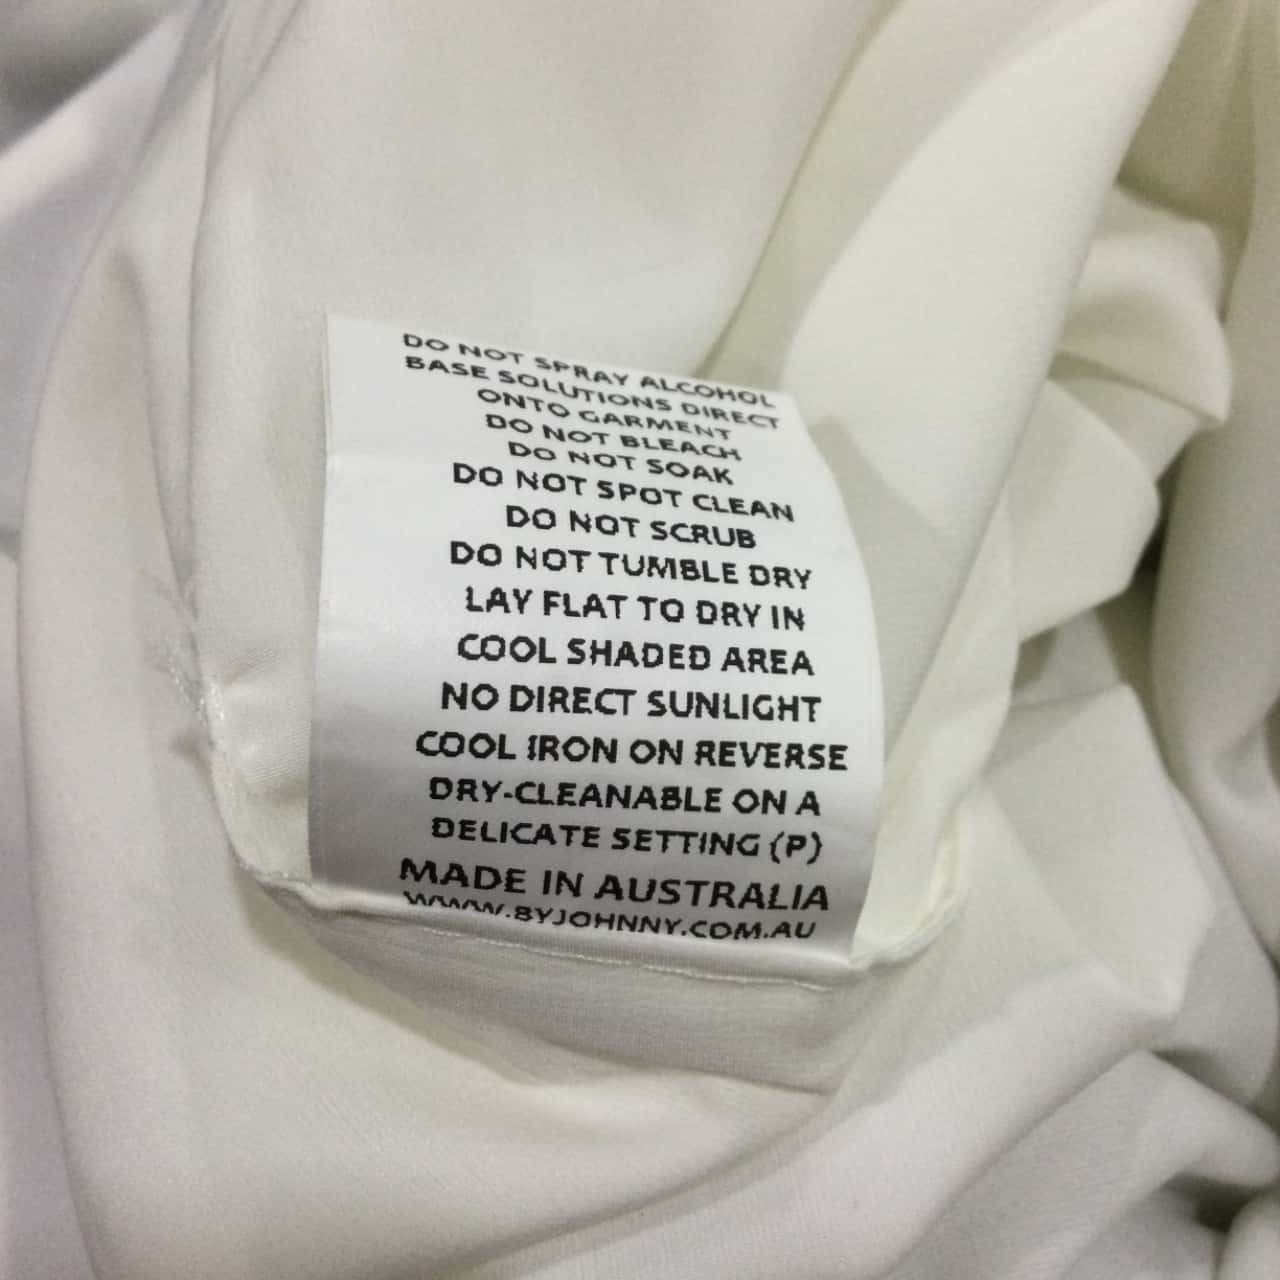 DO NOT SPRAY ALCOHOL
BASE SOLUTIONS DIRECT
ONTO GARMENT
DO NOT BLEACH
DO NOT SOAK
DO NOT SPOT CLEAN
DO NOT SCRUB
DO NOT TUMBLE DRY
LAY FLAT TO DRY IN
COOL SHADED AREA
NO DIRECT SUNLIGHT
COOL IRON ON REVERSE
DRY-CLEANABLE ON A
DELICATE SETTING (P)
MADE IN AUSTRALIA
WWW.BYJOHNNY.COM.AU